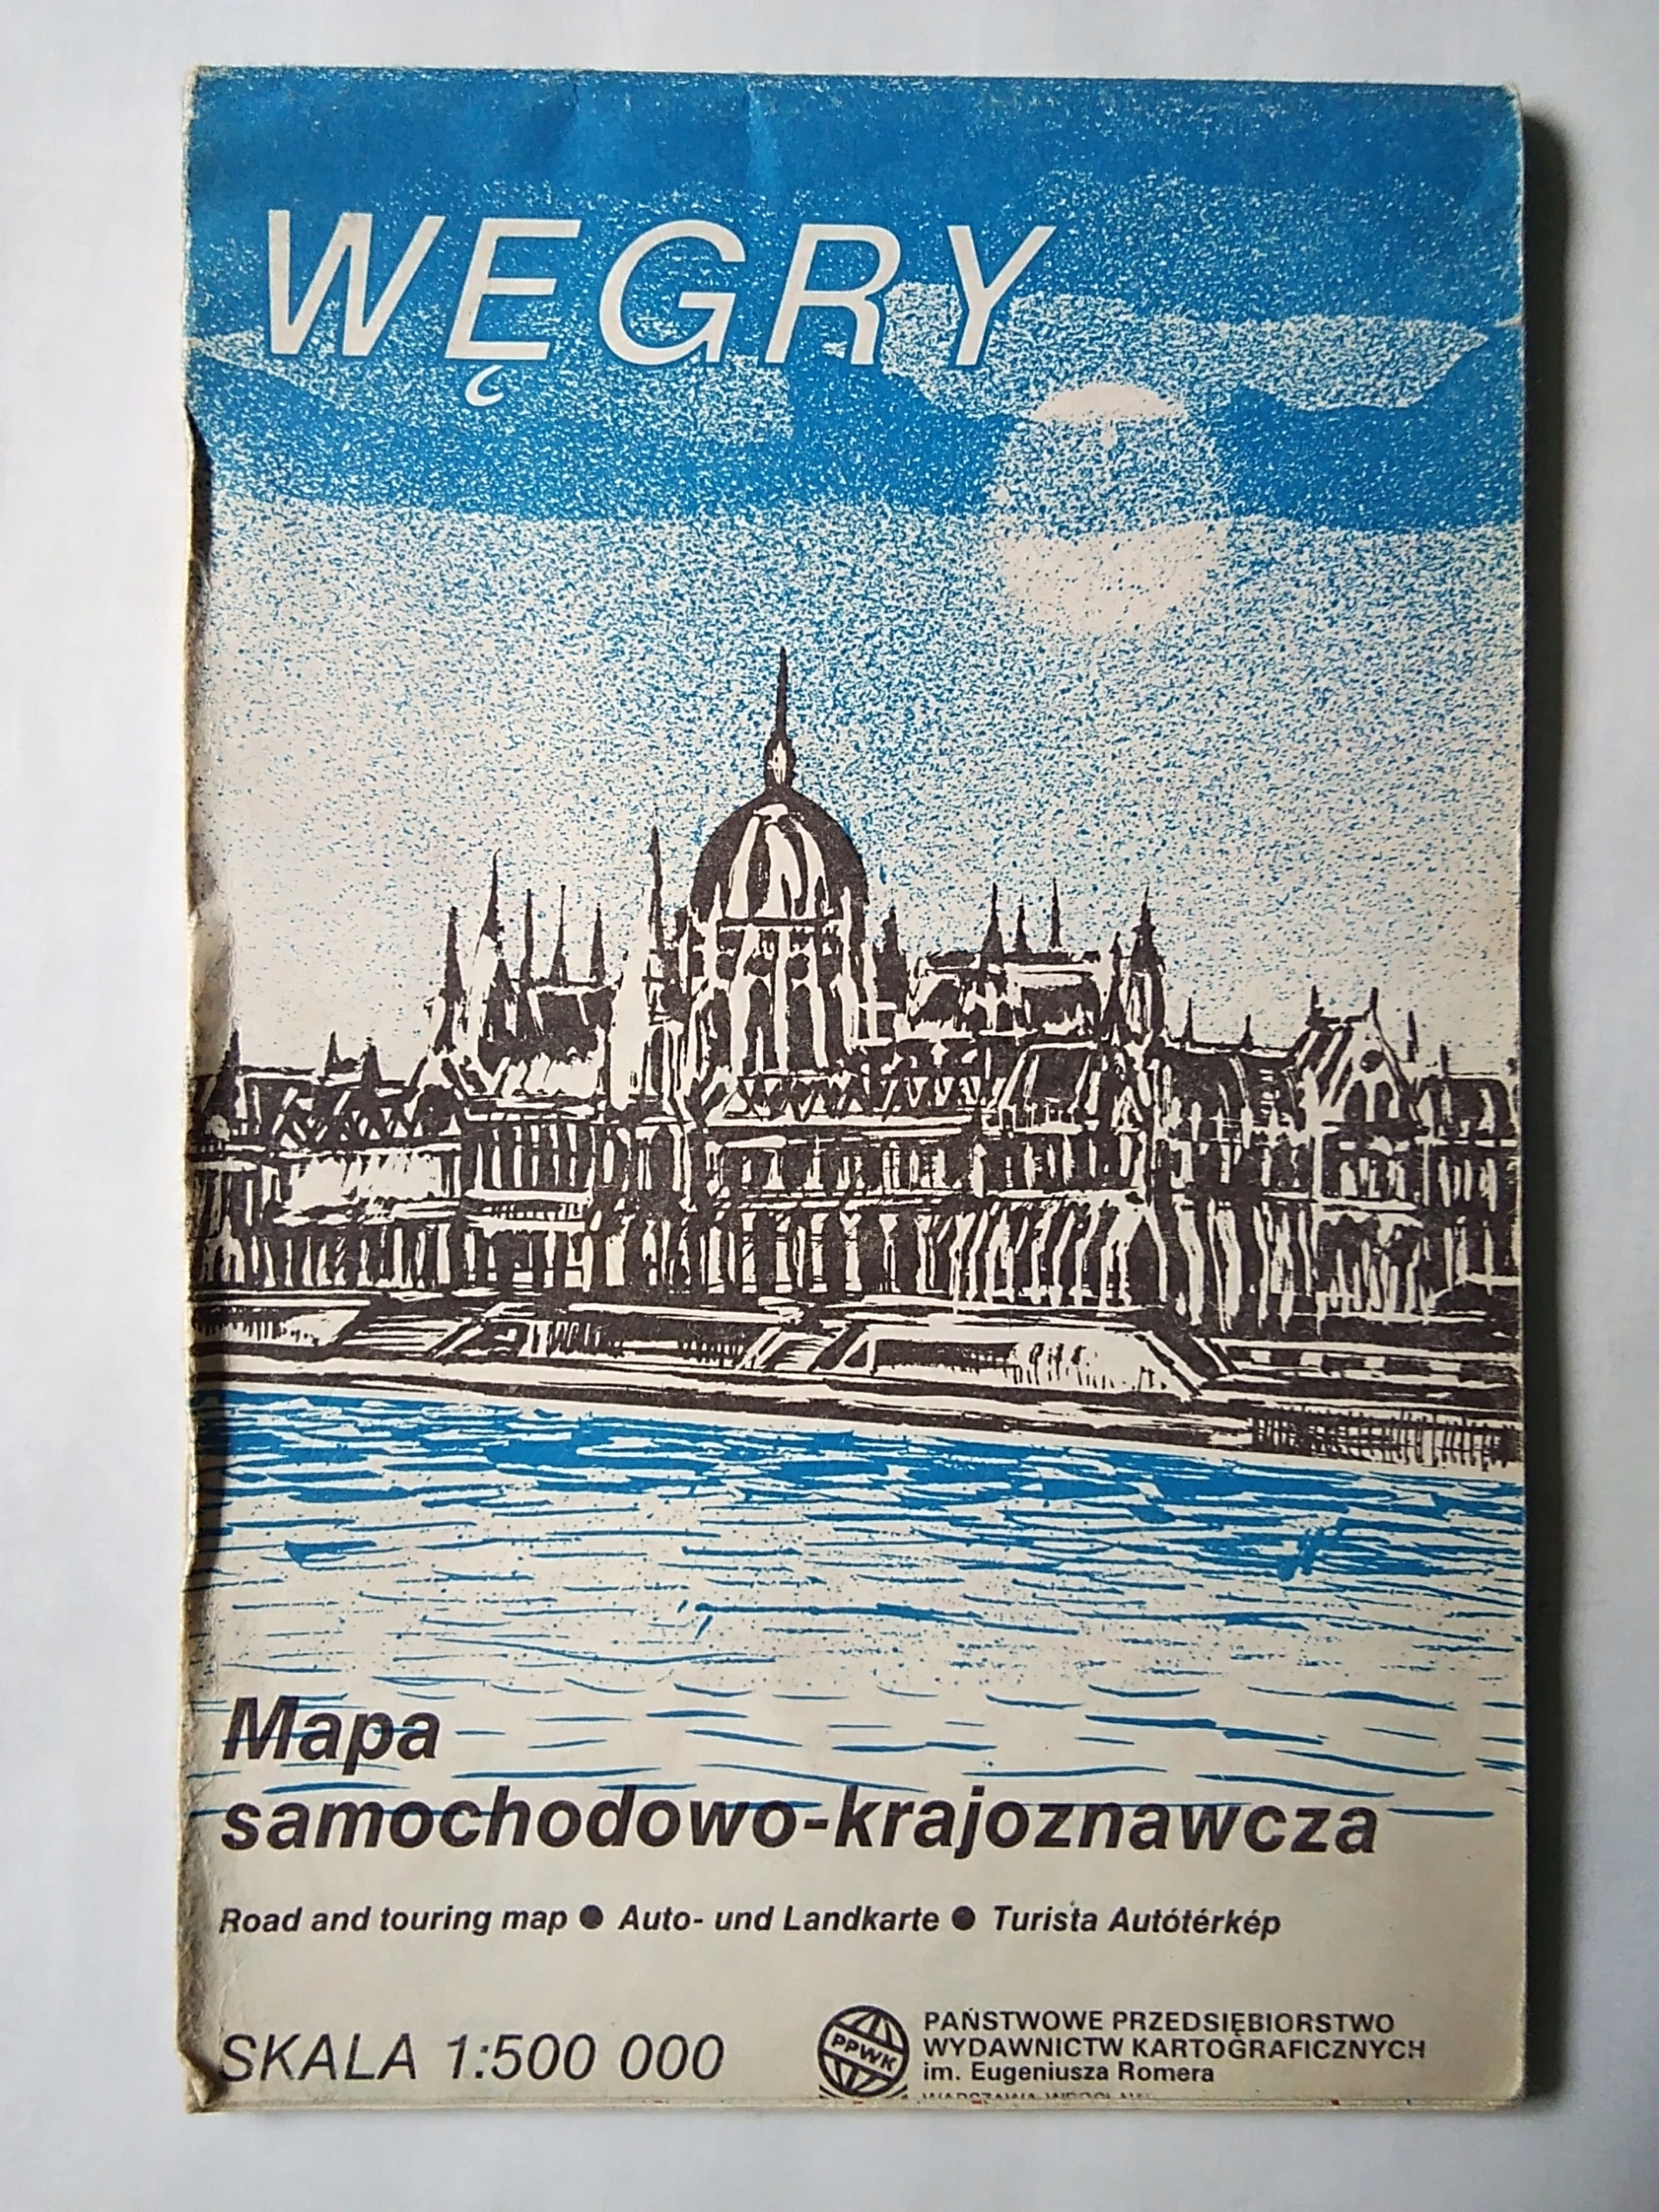 WĘGRY
Mapa
samochodowo-krajoznawcza
Road and touring map ● Auto- und Landkarte ● Turista Autótérkép
SKALA 1:500 000
PPWK
PAŃSTWOWE PRZEDSIĘBIORSTWO
WYDAWNICTW KARTOGRAFICZNYCH
im. Eugeniusza Romera